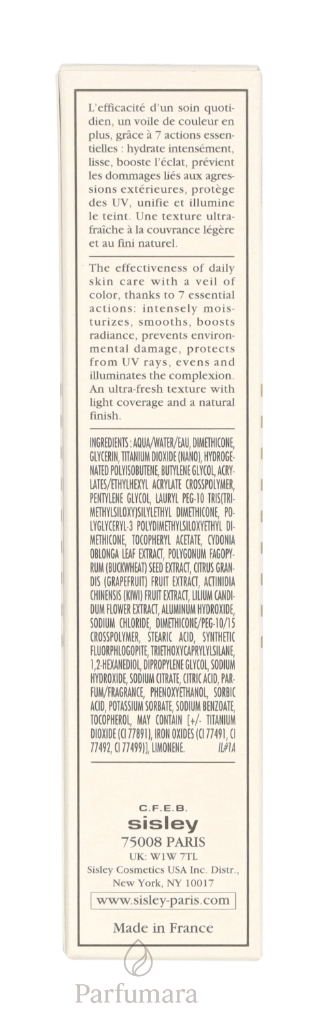 L'efficacité d'un soin quoti-
dien, un voile de couleur en
plus, grâce à 7 actions essen-
tielles : hydrate intensément,
lisse, booste l'éclat, prévient
les dommages liés aux agres-
sions extérieures, protège
des UV, unifie et illumine
le teint. Une texture ultra-
fraîche à la couvrance légère
et au fini naturel.
The effectiveness of daily
skin care with a veil of
color, thanks to 7 essential
actions: intensely mois-
turizes, smooths, boosts
radiance, prevents environ-
mental damage, protects
from UV rays, evens and
illuminates the complexion.
An ultra-fresh texture with
light coverage and a natural
finish.
INGREDIENTS : AQUA/WATER/EAU, DIMETHICONE,
GLYCERIN, TITANIUM DIOXIDE (NANO), HYDROGE-
NATED POLYISOBUTENE, BUTYLENE GLYCOL, ACRY-
LATES/ETHYLHEXYL ACRYLATE CROSSPOLYMER,
PENTYLENE GLYCOL, LAURYL PEG-10 TRIS(TRI-
METHYLSILOXY)SILYLETHYL DIMETHICONE, PO-
LYGLYCERYL-3 POLYDIMETHYLSILOXYETHYL DI-
METHICONE, TOCOPHERYL ACETATE, CYDONIA
OBLONGA LEAF EXTRACT, POLYGONUM FAGOPY-
RUM (BUCKWHEAT) SEED EXTRACT, CITRUS GRAN-
DIS (GRAPEFRUIT) FRUIT EXTRACT, ACTINIDIA
CHINENSIS (KIWI) FRUIT EXTRACT, LILIUM CANDI-
DUM FLOWER EXTRACT, ALUMINUM HYDROXIDE,
SODIUM CHLORIDE, DIMETHICONE/PEG-10/15
CROSSPOLYMER, STEARIC ACID, SYNTHETIC
FLUORPHLOGOPITE, TRIETHOXYCAPRYLYLSILANE,
1,2-HEXANEDIOL, DIPROPYLENE GLYCOL, SODIUM
HYDROXIDE, SODIUM CITRATE, CITRIC ACID, PAR-
FUM/FRAGRANCE, PHENOXYETHANOL, SORBIC
ACID, POTASSIUM SORBATE, SODIUM BENZOATE,
TOCOPHEROL, MAY CONTAIN [+/- TITANIUM
DIOXIDE (CI 77891), IRON OXIDES (CI 77491, CI
77492, CI 77499)], LIMONENE. IL#1A
C.F.E.B.
sisley
75008 PARIS
UK: W1W 7TL
Sisley Cosmetics USA Inc. Distr.,
New York, NY 10017
www.sisley-paris.com
Made in France
Parfumara